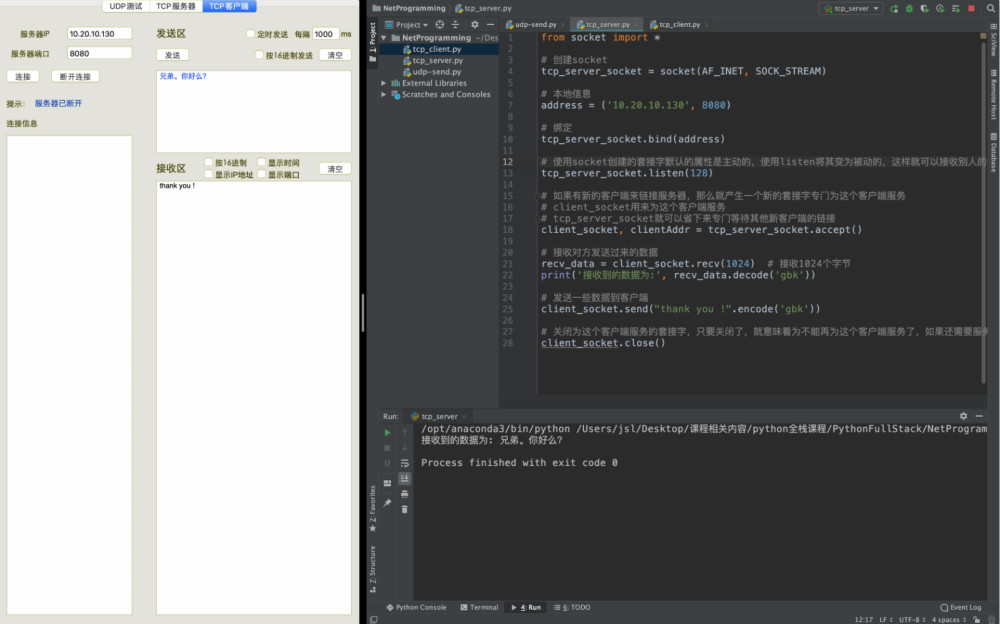 UDP测试 TCP服务器 TCP客户端
服务器IP 10.20.10.130
服务器端口 8080
连接 断开连接
提示: 服务器已断开
连接信息
发送区 定时发送 每隔 1000 ms
发送 按16进制发送 清空
兄弟。你好么?
接收区 按16进制 显示时间
显示IP地址 显示端口 清空
thank you !
NetProgramming tcp_server.py
tcp_server
Project
NetProgramming ~/Des
tcp_client.py
tcp_server.py
udp-send.py
External Libraries
Scratches and Consoles
1: Project
udp-send.py tcp_server.py tcp_client.py
1 from socket import *
2
3 # 创建socket
4 tcp_server_socket = socket(AF_INET, SOCK_STREAM)
5
6 # 本地信息
7 address = ('10.20.10.130', 8080)
8
9 # 绑定
10 tcp_server_socket.bind(address)
11
12 # 使用socket创建的套接字默认的属性是主动的，使用listen将其变为被动的，这样就可以接收别人的
13 tcp_server_socket.listen(128)
14
15 # 如果有新的客户端来链接服务器，那么就产生一个新的套接字专门为这个客户端服务
16 # client_socket用来为这个客户端服务
17 # tcp_server_socket就可以省下来专门等待其他新客户端的链接
18 client_socket, clientAddr = tcp_server_socket.accept()
19
20 # 接收对方发送过来的数据
21 recv_data = client_socket.recv(1024)  # 接收1024个字节
22 print('接收到的数据为:', recv_data.decode('gbk'))
23
24 # 发送一些数据到客户端
25 client_socket.send("thank you !".encode('gbk'))
26
27 # 关闭为这个客户端服务的套接字，只要关闭了，就意味着为不能再为这个客户端服务了，如果还需要服务
28 client_socket.close()
SciView
Remote Host
Database
Run: tcp_server
/opt/anaconda3/bin/python /Users/jsl/Desktop/课程相关内容/python全栈课程/PythonFullStack/NetProgram
接收到的数据为: 兄弟。你好么?
Process finished with exit code 0
2: Favorites
Z: Structure
Python Console Terminal 4: Run 6: TODO Event Log
12:17 LF UTF-8 4 spaces